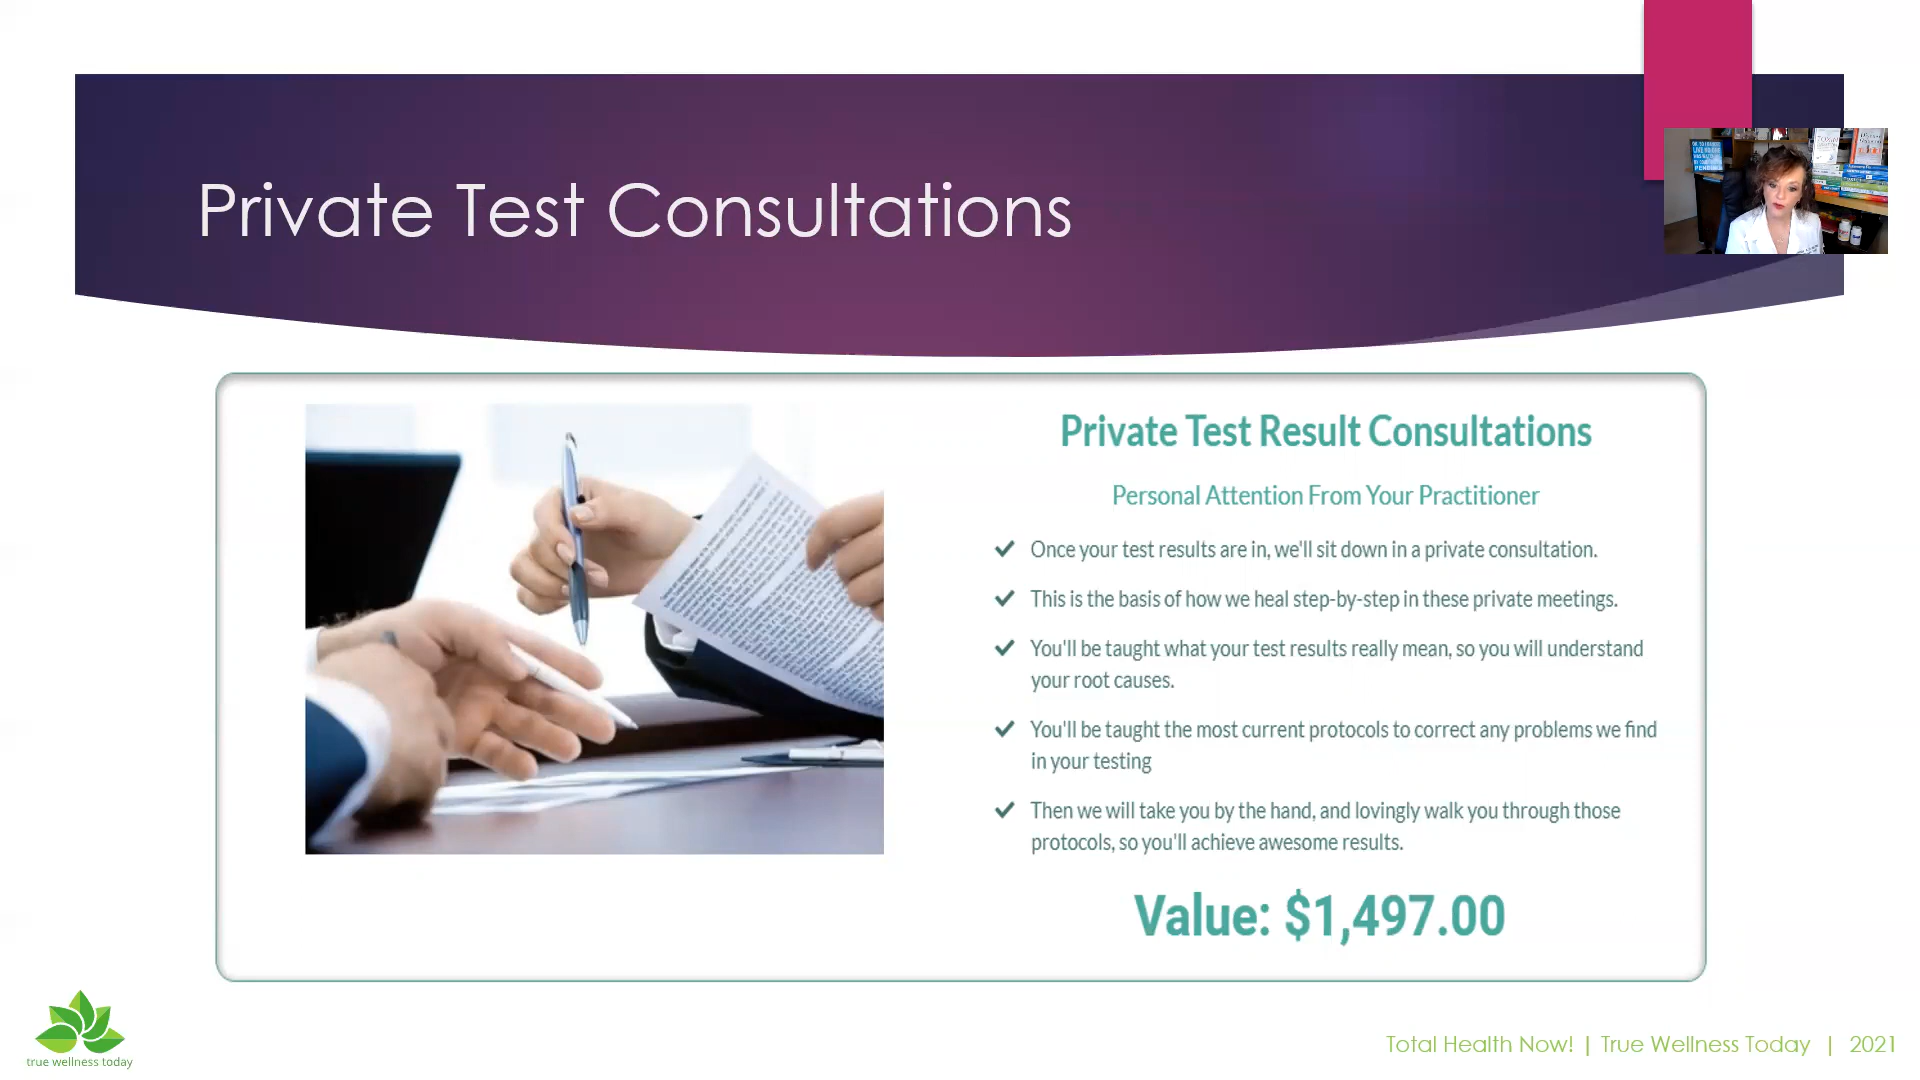 Private Test Consultations
Private Test Result Consultations
Personal Attention From Your Practitioner
Once your test results are in, we'll sit down in a private consultation.
This is the basis of how we heal step-by-step in these private meetings.
You'll be taught what your test results really mean, so you will understand
your root causes.
You'll be taught the most current protocols to correct any problems we find
in your testing
Then we will take you by the hand, and lovingly walk you through those
protocols, so you'll achieve awesome results.
Value: $1,497.00
true wellness today
Total Health Now! | True Wellness Today | 2021